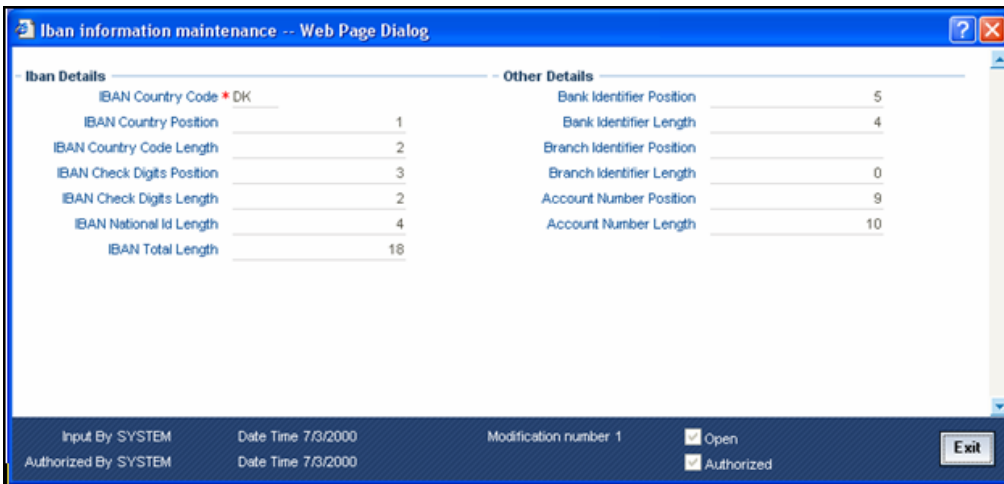 Iban information maintenance -- Web Page Dialog
Iban Details
IBAN Country Code * DK
IBAN Country Position 1
IBAN Country Code Length 2
IBAN Check Digits Position 3
IBAN Check Digits Length 2
IBAN National Id Length 4
IBAN Total Length 18
Other Details
Bank Identifier Position 5
Bank Identifier Length 4
Branch Identifier Position
Branch Identifier Length 0
Account Number Position 9
Account Number Length 10
Input By SYSTEM Date Time 7/3/2000 Modification number 1 Open
Authorized By SYSTEM Date Time 7/3/2000 Authorized
Exit